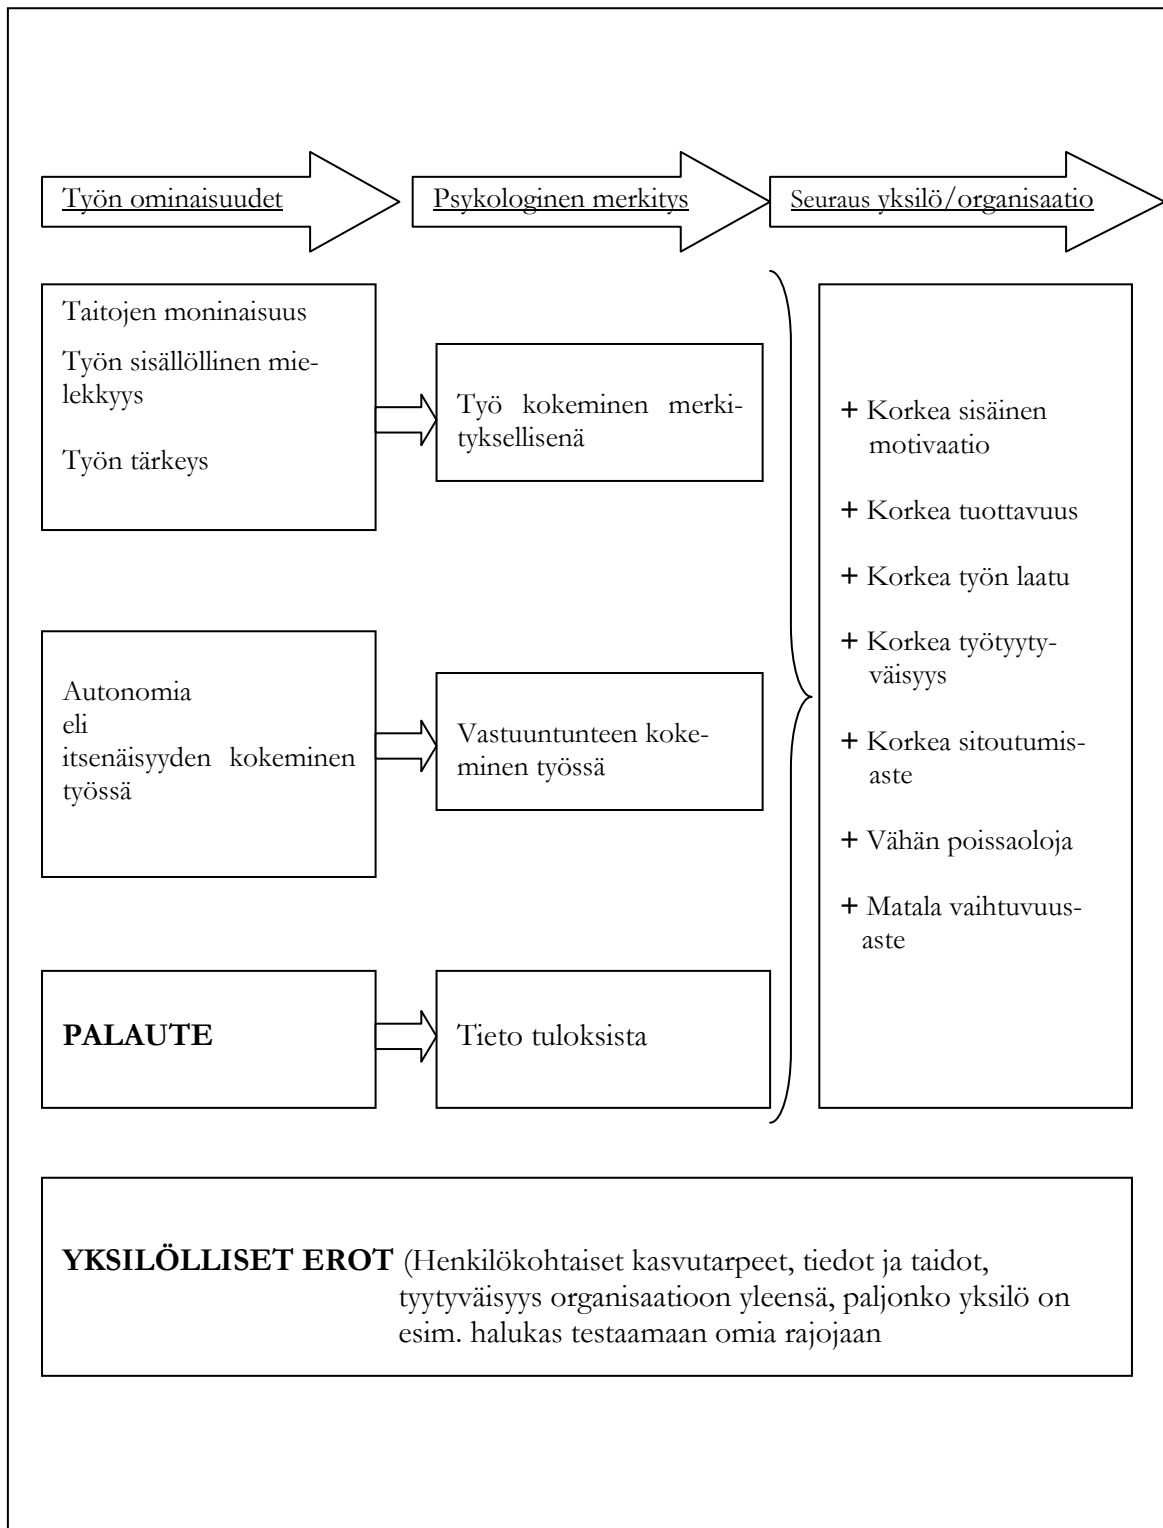 Työn ominaisuudet
Psykologinen merkitys
Seuraus yksilö/organisaatio
Taitojen moninaisuus
Työn sisällöllinen mie-
lekkyys
Työn tärkeys
Työ kokeminen merki-
tyksellisenä
Autonomia
eli
itsenäisyyden kokeminen
työssä
Vastuuntunteen koke-
minen työssä
PALAUTE
Tieto tuloksista
+ Korkea sisäinen
motivaatio
+ Korkea tuottavuus
+ Korkea työn laatu
+ Korkea työtyyty-
väisyys
+ Korkea sitoutumis-
aste
+ Vähän poissaoloja
+ Matala vaihtuvuus-
aste
YKSILÖLLISET EROT (Henkilökohtaiset kasvutarpeet, tiedot ja taidot,
tyytyväisyys organisaatioon yleensä, paljonko yksilö on
esim. halukas testaamaan omia rajojaan